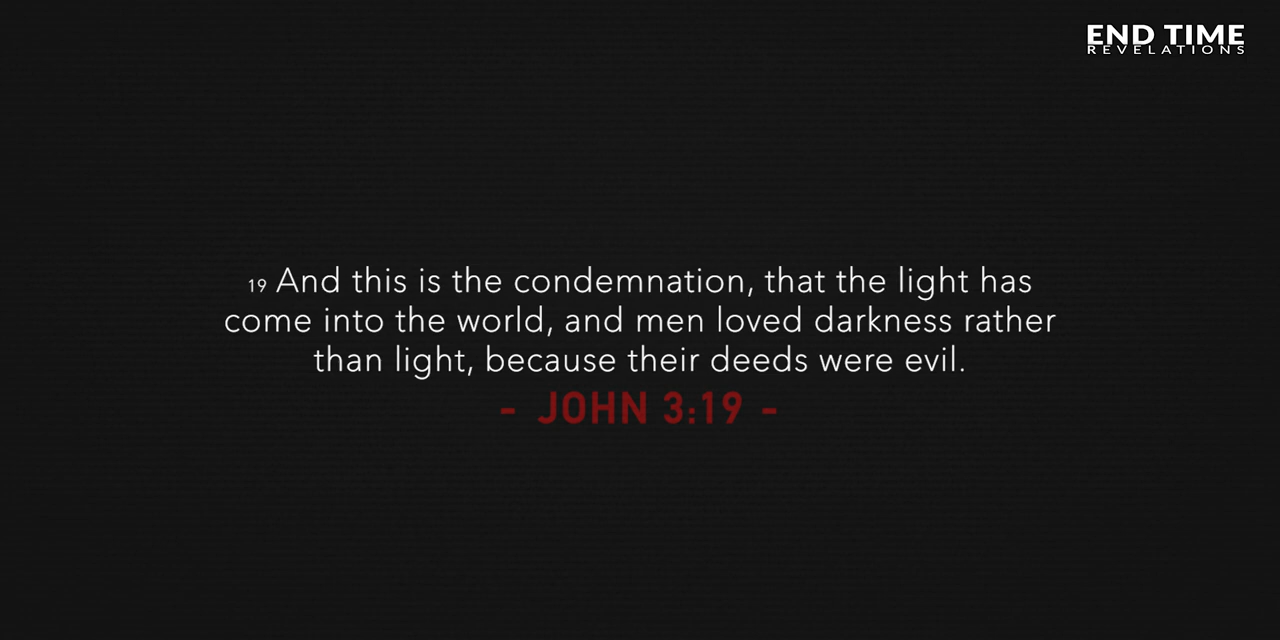 END TIME
REVELATIONS
19 And this is the condemnation, that the light has
come into the world, and men loved darkness rather
than light, because their deeds were evil.
- JOHN 3:19 -